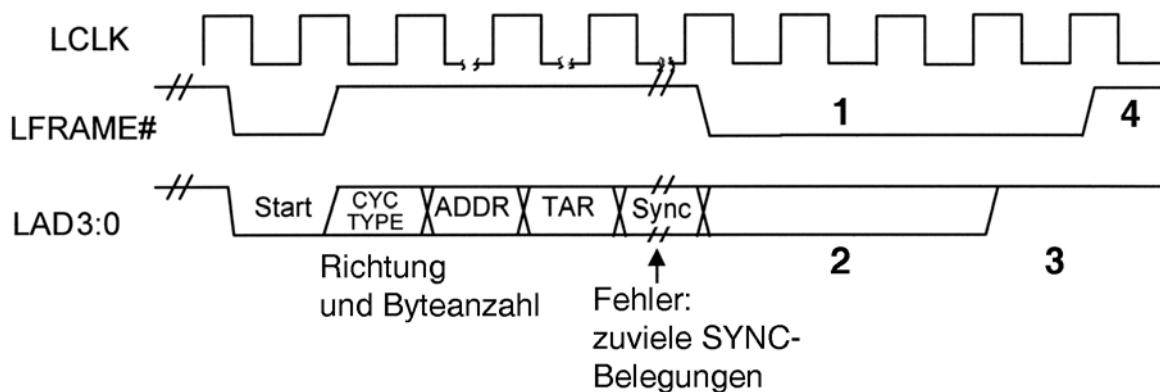 LCLK
LFRAME#
1
4
LAD3:0
Start
CYC
TYPE
ADDR
TAR
Sync
2
3
Richtung
und Byteanzahl
Fehler:
zuviele SYNC-
Belegungen